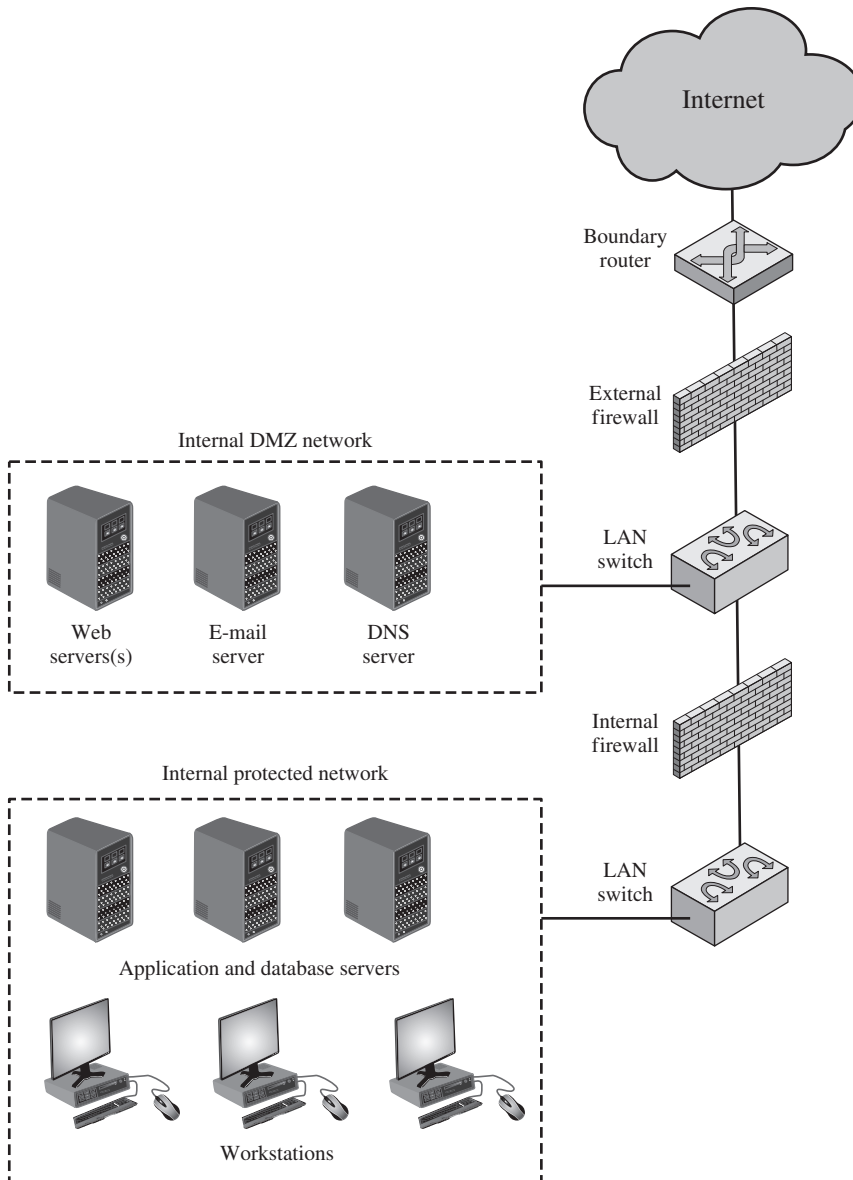 Internet
Boundary
router
External
firewall
Internal DMZ network
LAN
switch
Web
servers(s)
E-mail
server
DNS
server
Internal
firewall
Internal protected network
LAN
switch
Application and database servers
Workstations